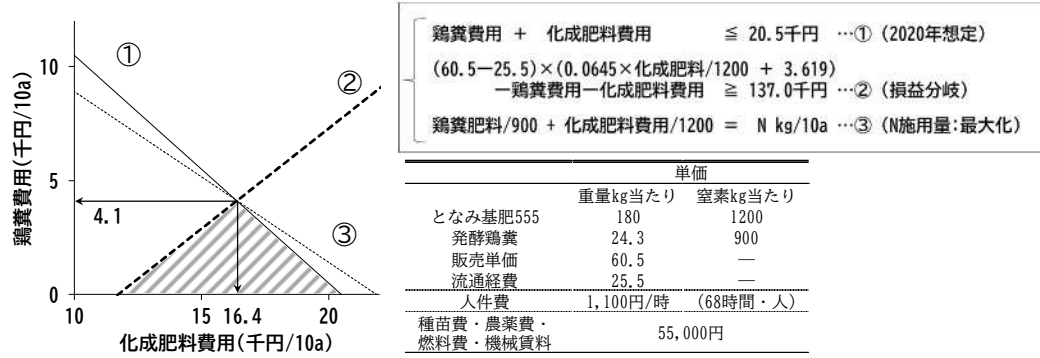 鶏糞費用(千円/10a)
10
5
0
①
②
③
4.1
10
15
16.4
20
化成肥料費用(千円/10a)
鶏糞費用 + 化成肥料費用 ≦ 20.5千円 …① (2020年想定)
(60.5−25.5)×(0.0645×化成肥料/1200 + 3.619)
−鶏糞費用−化成肥料費用 ≧ 137.0千円 …② (損益分岐)
鶏糞肥料/900 + 化成肥料費用/1200 = N kg/10a …③ (N施用量:最大化)
単価
重量kg当たり 窒素kg当たり
となみ基肥555 180 1200
発酵鶏糞 24.3 900
販売単価 60.5 —
流通経費 25.5 —
人件費 1,100円/時 (68時間・人)
種苗費・農薬費・
燃料費・機械賃料 55,000円